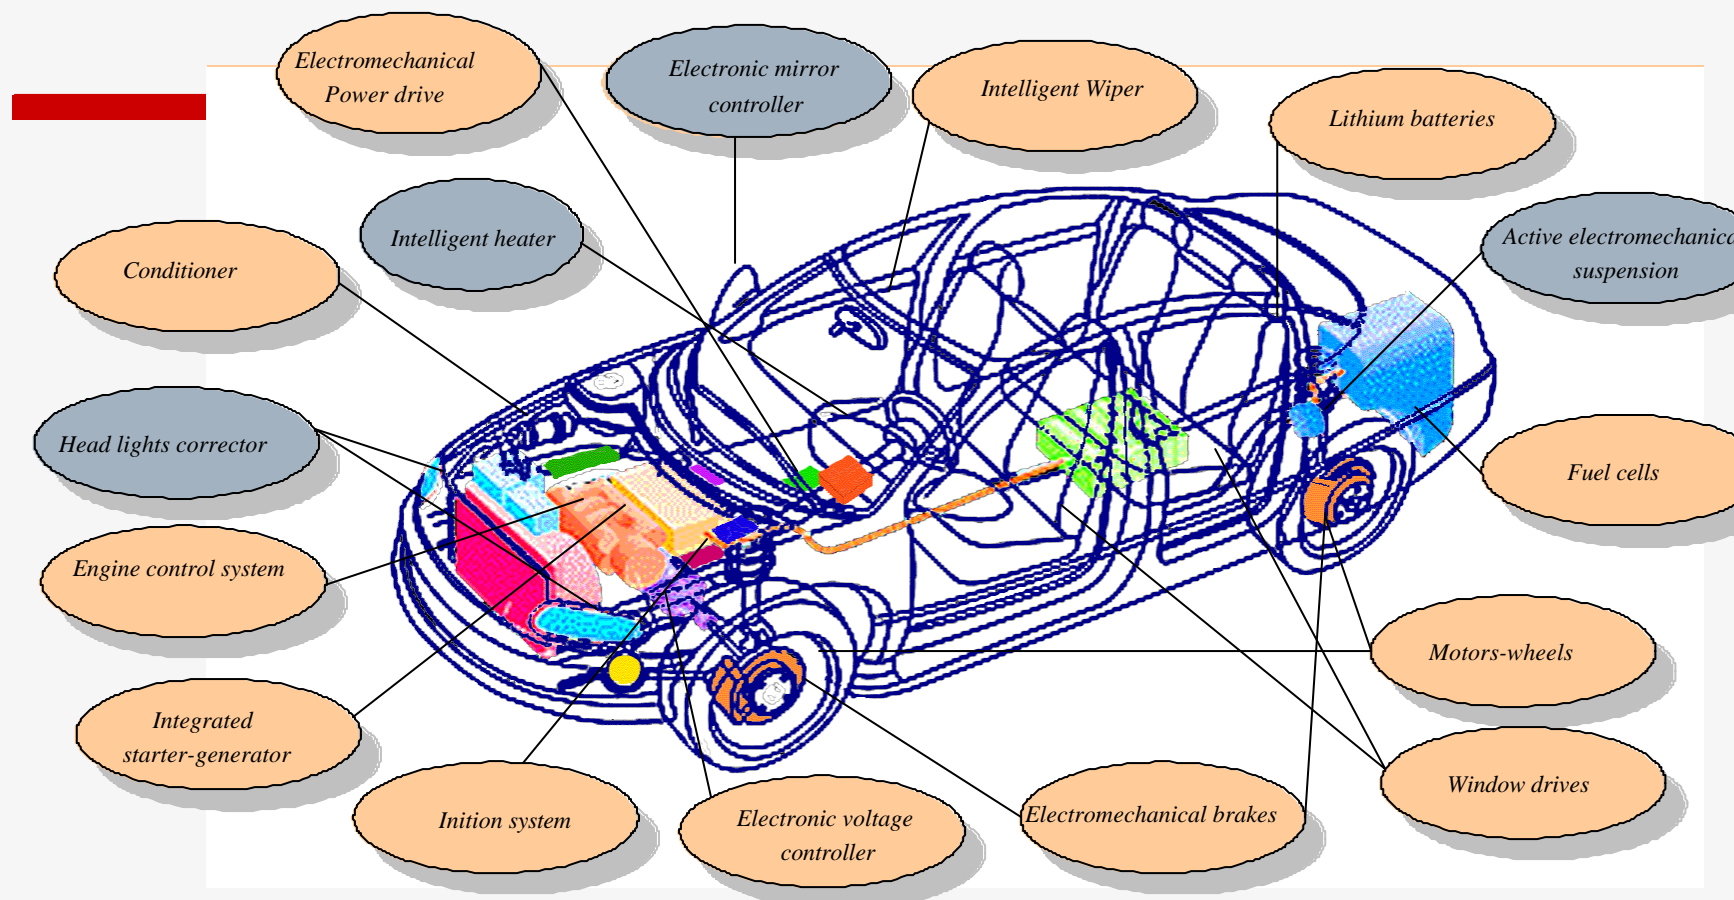 Electromechanical
Power drive
Electronic mirror
controller
Intelligent Wiper
Lithium batteries
Intelligent heater
Active electromechanica
suspension
Conditioner
Head lights corrector
Fuel cells
Engine control system
Motors-wheels
Integrated
starter-generator
Window drives
Inition system
Electronic voltage
controller
Electromechanical brakes